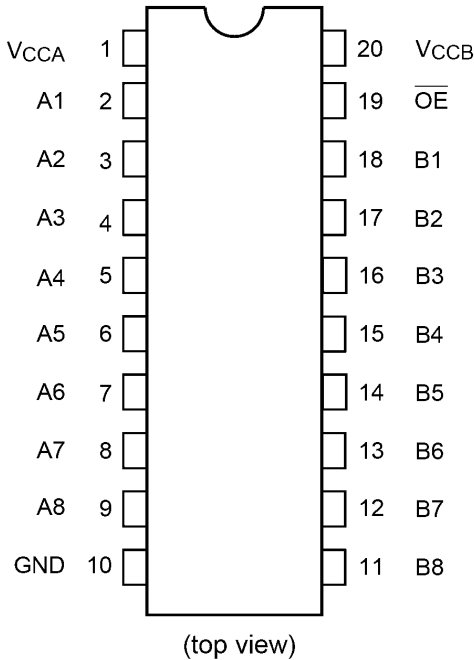 VCCA 1 20 VCCB
A1 2 19 O̅E̅
A2 3 18 B1
A3 4 17 B2
A4 5 16 B3
A5 6 15 B4
A6 7 14 B5
A7 8 13 B6
A8 9 12 B7
GND 10 11 B8
(top view)